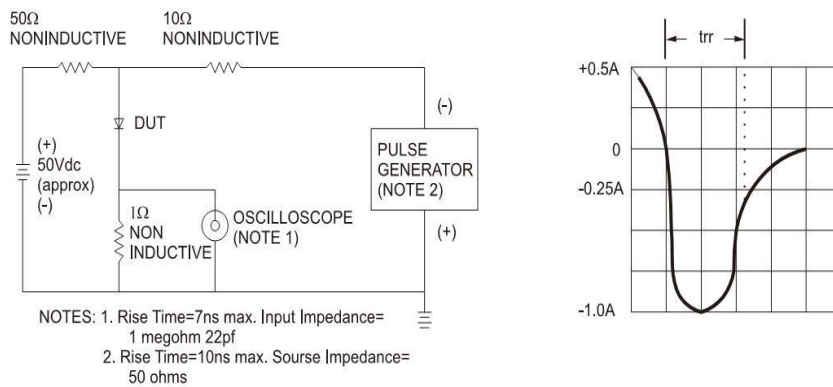 50Ω
NONINDUCTIVE
10Ω
NONINDUCTIVE
(+)
50Vdc
(approx)
(-)
DUT
1Ω
NON
INDUCTIVE
OSCILLOSCOPE
(NOTE 1)
(-)
PULSE
GENERATOR
(NOTE 2)
(+)
NOTES: 1. Rise Time=7ns max. Input Impedance=
1 megohm 22pf
2. Rise Time=10ns max. Sourse Impedance=
50 ohms
trr
+0.5A
0
-0.25A
-1.0A